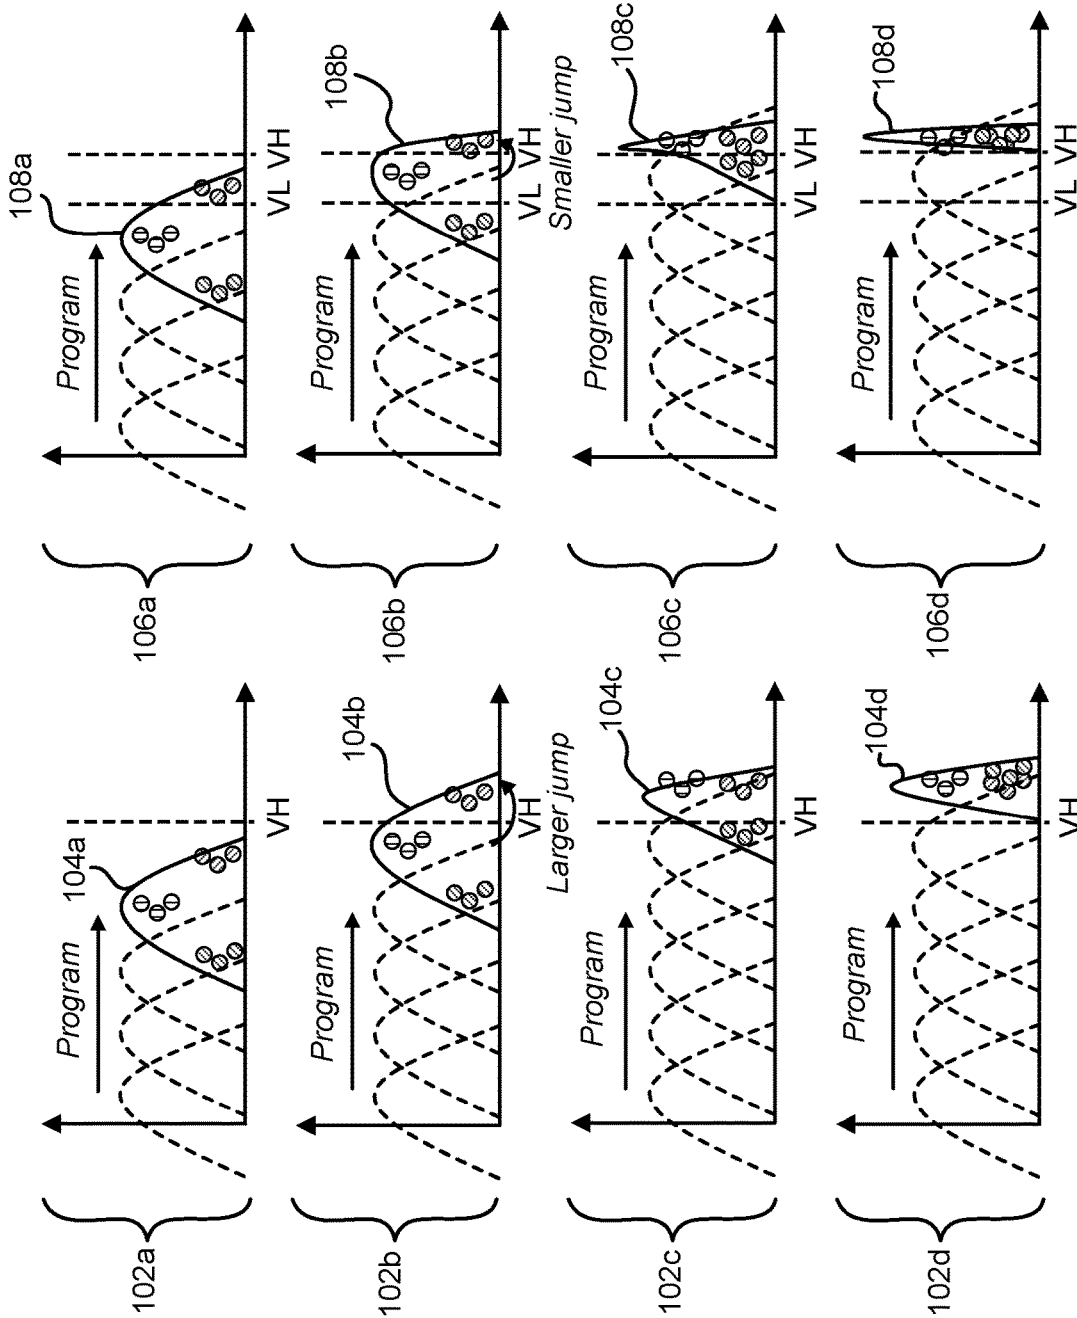 104a
Program
102a
VH
108a
Program
106a
VL VH
104b
Program
102b
VH
Larger jump
108b
Program
106b
VL VH
Smaller jump
104c
Program
102c
VH
108c
Program
106c
VL VH
104d
Program
102d
VH
108d
Program
106d
VL VH